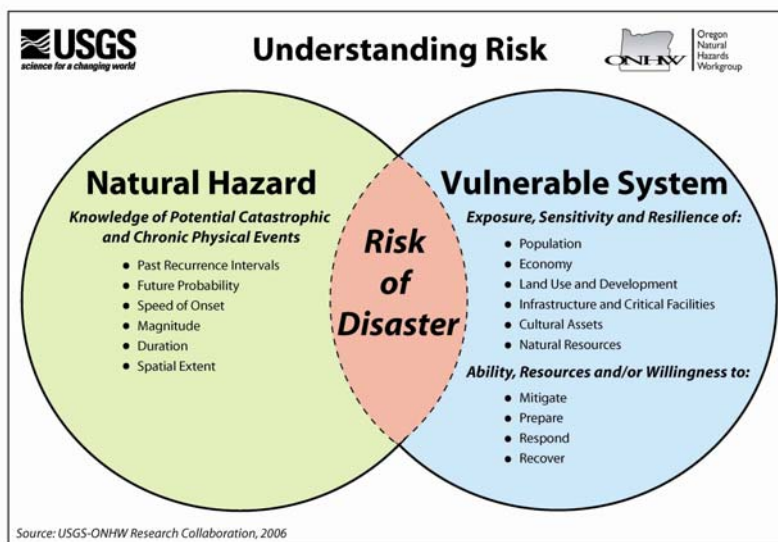 USGS
science for a changing world
Understanding Risk
ONHW
Oregon
Natural
Hazards
Workgroup
Natural Hazard
Knowledge of Potential Catastrophic
and Chronic Physical Events
● Past Recurrence Intervals
● Future Probability
● Speed of Onset
● Magnitude
● Duration
● Spatial Extent
Risk
of
Disaster
Vulnerable System
Exposure, Sensitivity and Resilience of:
● Population
● Economy
● Land Use and Development
● Infrastructure and Critical Facilities
● Cultural Assets
● Natural Resources
Ability, Resources and/or Willingness to:
● Mitigate
● Prepare
● Respond
● Recover
Source: USGS-ONHW Research Collaboration, 2006